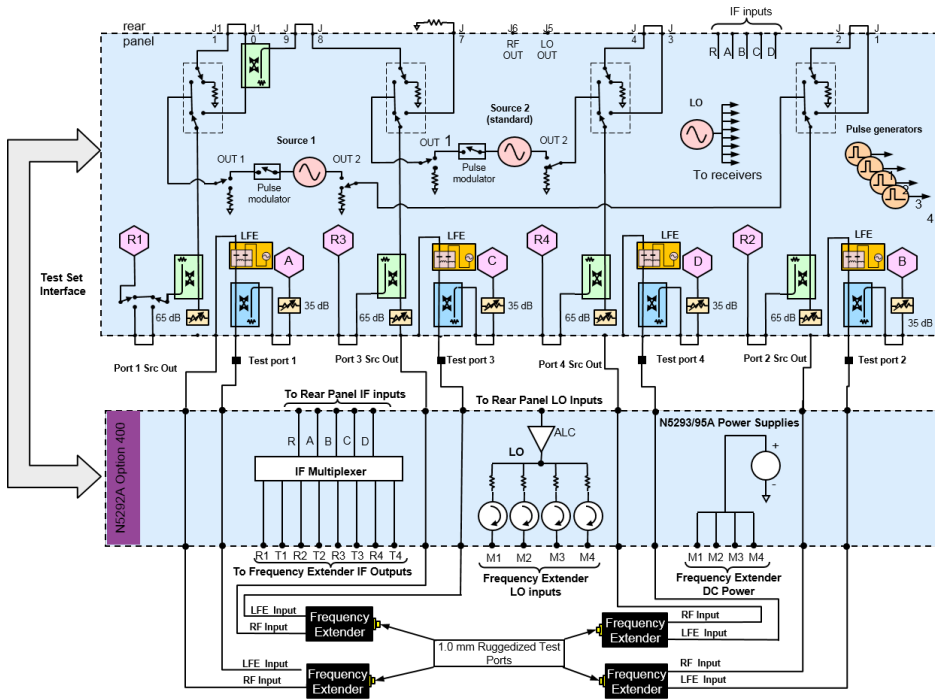 rear
panel
J1
1
J1
0
J
9
J
8
J
7
J6
RF
OUT
J5
LO
OUT
J
4
J
3
IF inputs
R
A
B
C
D
J
2
J
1
LO
To receivers
Pulse generators
1
2
3
4
Source 1
OUT 1
OUT 2
Pulse
modulator
Source 2
(standard)
OUT 1
OUT 2
Pulse
modulator
Test Set
Interface
R1
LFE
A
35 dB
65 dB
R3
LFE
C
35 dB
65 dB
R4
LFE
D
35 dB
65 dB
R2
LFE
B
35 dB
65 dB
Port 1 Src Out
Test port 1
Port 3 Src Out
Test port 3
Port 4 Src Out
Test port 4
Port 2 Src Out
Test port 2
N5292A Option 400
To Rear Panel IF inputs
R
A
B
C
D
IF Multiplexer
R1 T1 R2 T2 R3 T3 R4 T4
To Frequency Extender IF Outputs
To Rear Panel LO Inputs
ALC
LO
M1 M2 M3 M4
Frequency Extender
LO inputs
N5293/95A Power Supplies
+
-
M1 M2 M3 M4
Frequency Extender
DC Power
LFE Input
RF Input
Frequency
Extender
LFE Input
RF Input
Frequency
Extender
1.0 mm Ruggedized Test
Ports
Frequency
Extender
RF Input
LFE Input
Frequency
Extender
RF Input
LFE Input